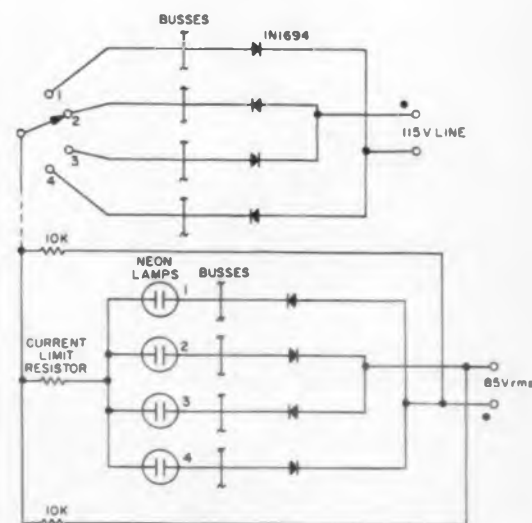 BUSSES
IN1694
1
2
3
4
115V LINE
10K
NEON
LAMPS
BUSSES
1
2
3
4
CURRENT
LIMIT
RESISTOR
85Vrms
10K